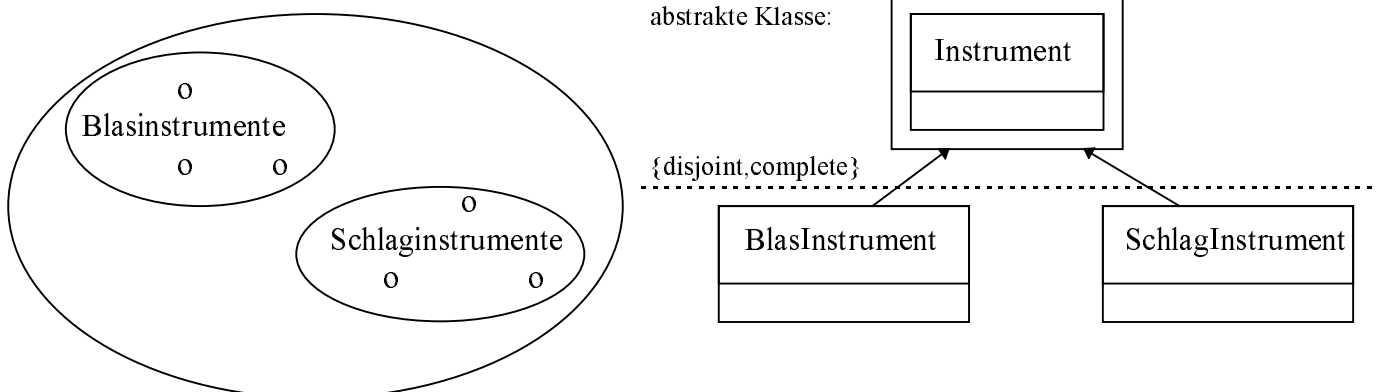 o
Blasinstrumente
o o
o
Schlaginstrumente
o o
abstrakte Klasse:
Instrument
{disjoint,complete}
BlasInstrument
SchlagInstrument